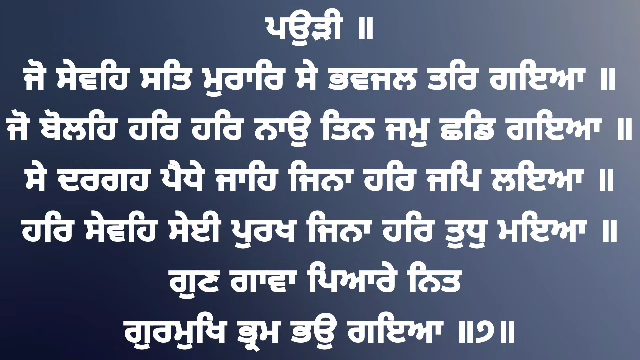 ਪਉੜੀ ॥
ਜੋ ਸੇਵਹਿ ਸਤਿ ਮੁਰਾਰਿ ਸੇ ਭਵਜਲ ਤਰਿ ਗਇਆ ॥
ਜੋ ਬੋਲਹਿ ਹਰਿ ਹਰਿ ਨਾਉ ਤਿਨ ਜਮੁ ਛਡਿ ਗਇਆ ॥
ਸੇ ਦਰਗਹ ਪੈਧੇ ਜਾਹਿ ਜਿਨਾ ਹਰਿ ਜਪਿ ਲਇਆ ॥
ਹਰਿ ਸੇਵਹਿ ਸੇਈ ਪੁਰਖ ਜਿਨਾ ਹਰਿ ਤੁਧੁ ਮਇਆ ॥
ਗੁਣ ਗਾਵਾ ਪਿਆਰੇ ਨਿਤ
ਗੁਰਮੁਖਿ ਭ੍ਰਮ ਭਉ ਗਇਆ ॥੭॥